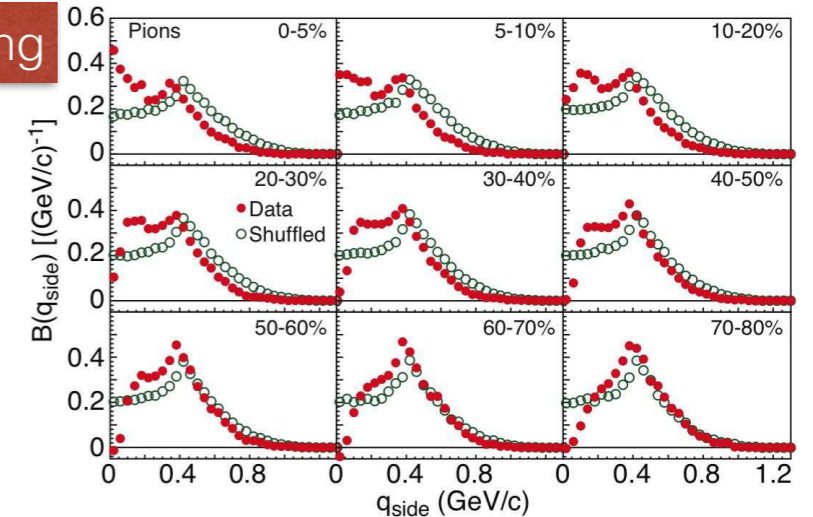 ng
Pions 0-5% 5-10% 10-20%
0.6
0.4
0.2
0
20-30% 30-40% 40-50%
Data
Shuffled
0.4
0.2
0
50-60% 60-70% 70-80%
0.4
0.2
0
0 0.4 0.8 0 0.4 0.8 0 0.4 0.8 1.2
q_side (GeV/c)
B(q_side) [(GeV/c)^-1]